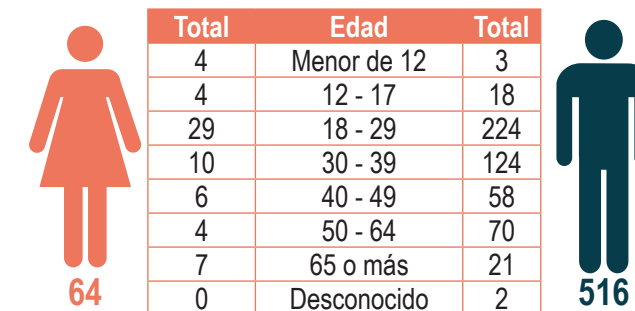 Total Edad Total
4 Menor de 12 3
4 12 - 17 18
29 18 - 29 224
10 30 - 39 124
6 40 - 49 58
4 50 - 64 70
7 65 o más 21
0 Desconocido 2
64
516